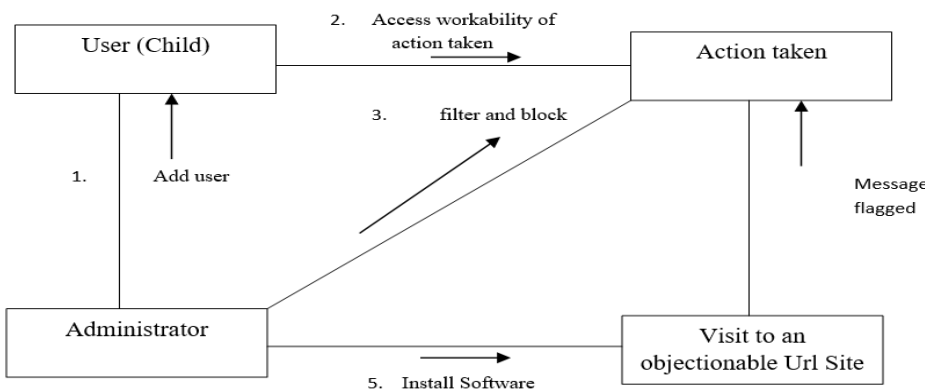 2. Access workability of
action taken
User (Child)
Action taken
3. filter and block
1. Add user
Message
flagged
Administrator
Visit to an
objectionable Url Site
5. Install Software